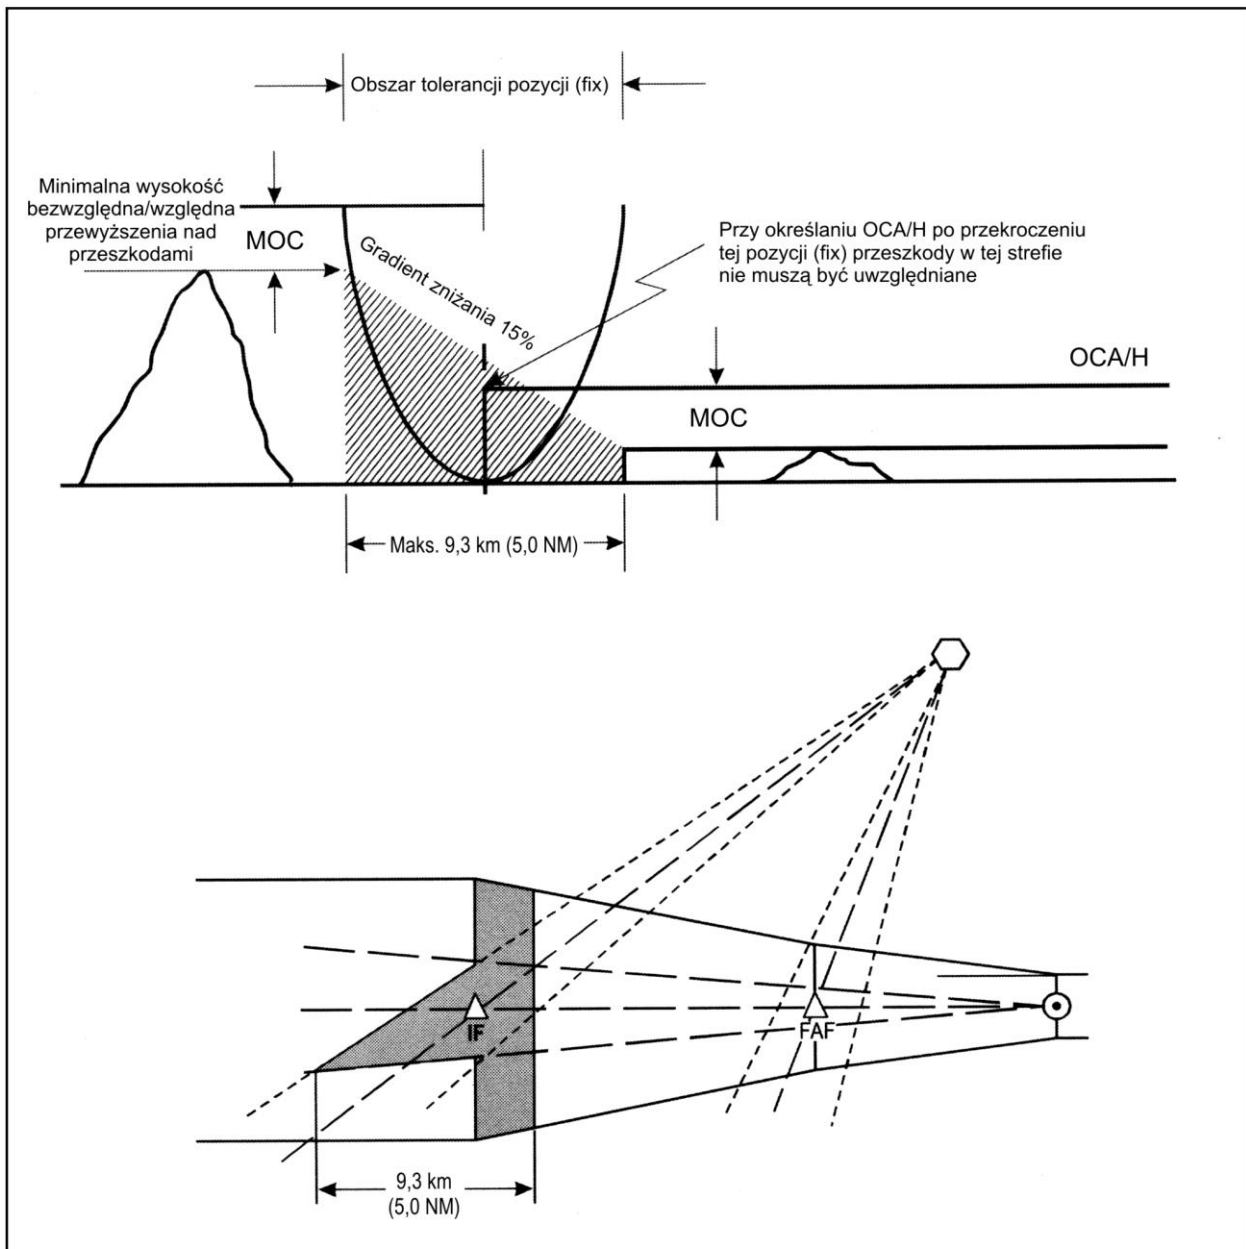 Obszar tolerancji pozycji (fix)
Minimalna wysokość
bezwzględna/względna
przewyższenia nad
przeszkodami
MOC
Gradient zniżania 15%
Przy określaniu OCA/H po przekroczeniu
tej pozycji (fix) przeszkody w tej strefie
nie muszą być uwzględniane
OCA/H
MOC
Maks. 9,3 km (5,0 NM)
IF
FAF
9,3 km
(5,0 NM)